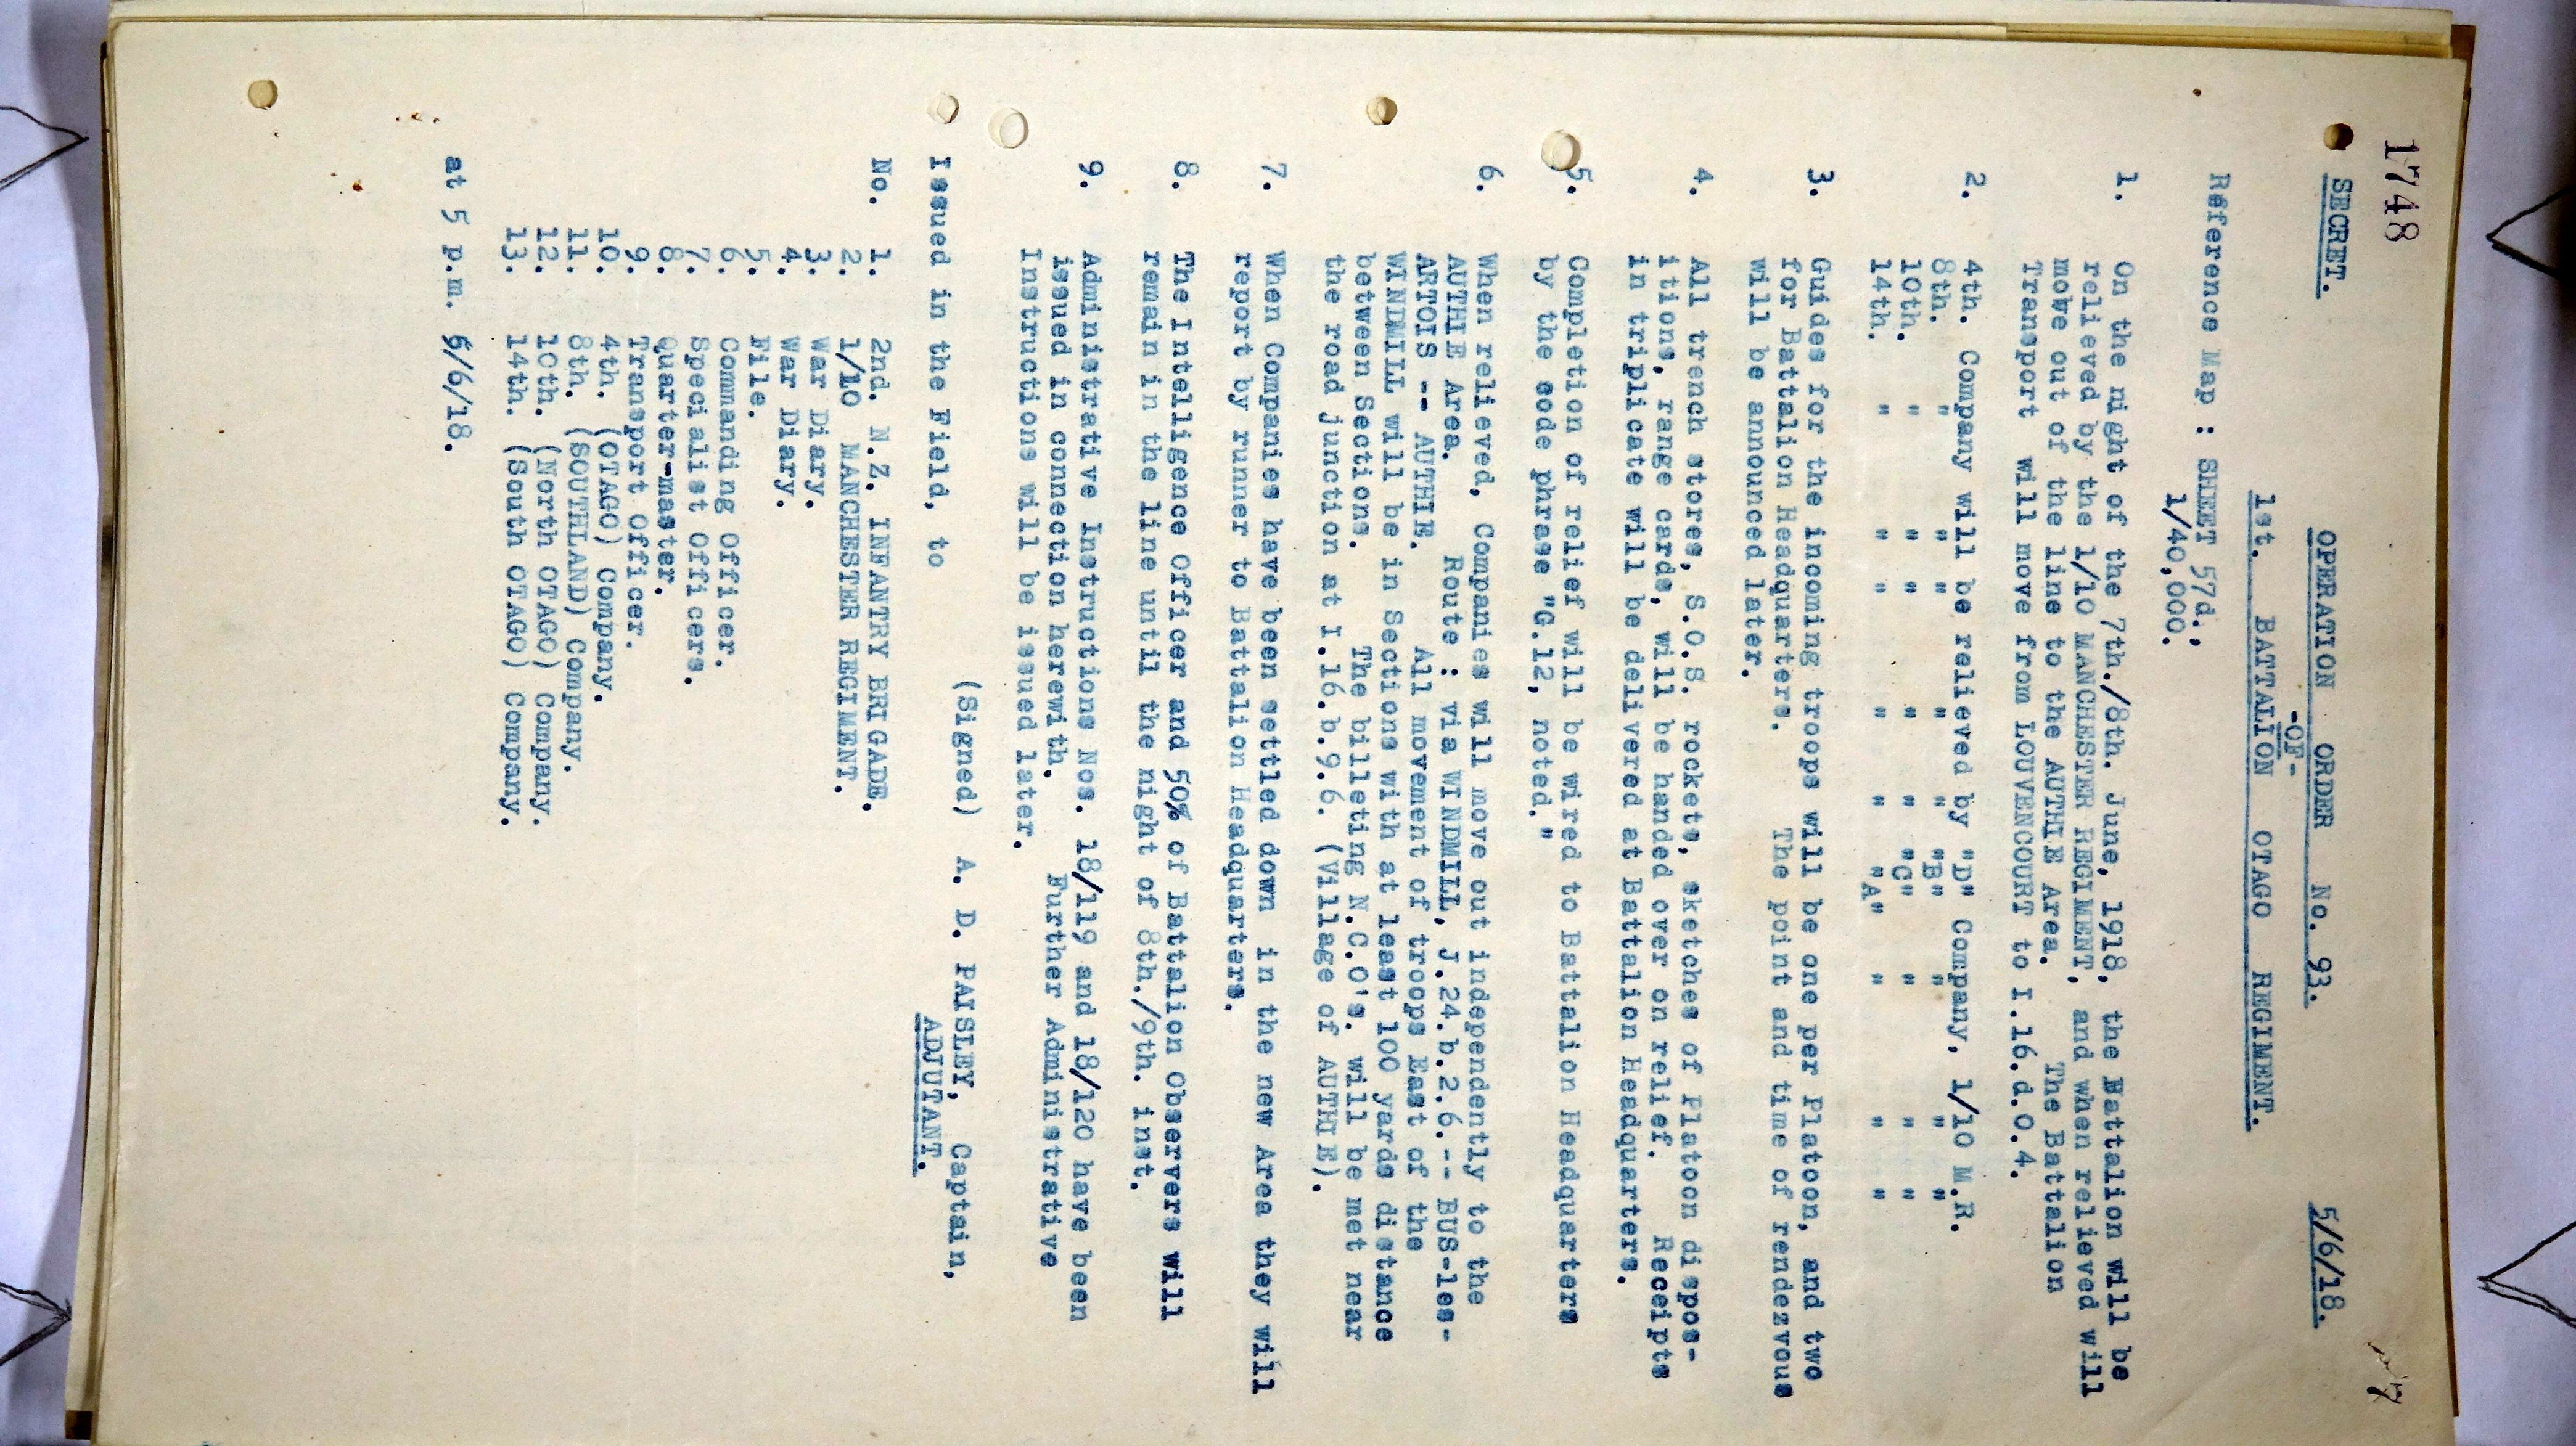 1748
7
SECRET. OPERATION ORDER No. 93. 5/6/18.
-OF-
1st. BATTALION OTAGO REGIMENT.
Reference Map : SHEET 57d.,
1/40,000.
1. On the night of the 7th./8th. June, 1918, the Battalion will be
relieved by the 1/10 MANCHESTER REGIMENT, and when relieved will
move out of the line to the AUTHIE Area. The Battalion
Transport will move from LOUVENCOURT to I.16.d.0.4.
2. 4th. Company will be relieved by "D" Company, 1/10 M.R.
8th. " " " " " "B" " " "
10th. " " " " " "C" " " "
14th. " " " " " "A" " " "
3. Guides for the incoming troops will be one per Platoon, and two
for Battalion Headquarters. The point and time of rendezvous
will be announced later.
4. All trench stores, S.O.S. rockets, sketches of Platoon dispos-
itions, range cards, will be handed over on relief. Receipts
in triplicate will be delivered at Battalion Headquarters.
5. Completion of relief will be wired to Battalion Headquarters
by the code phrase "G.12, noted."
6. When relieved, Companies will move out independently to the
AUTHIE Area. Route : via WINDMILL, J.24.b.2.6.-- BUS-les-
ARTOIS -- AUTHIE. All movement of troops East of the
WINDMILL will be in Sections with at least 100 yards distance
between Sections. The billeting N.C.O's. will be met near
the road junction at I.16.b.9.6. (Village of AUTHIE).
7. When Companies have been settled down in the new Area they will
report by runner to Battalion Headquarters.
8. The Intelligence Officer and 50% of Battalion Observers will
remain in the line until the night of 8th./9th. inst.
9. Administrative Instructions Nos. 18/119 and 18/120 have been
issued in connection herewith. Further Administrative
Instructions will be issued later.
(Signed) A. D. PAISLEY, Captain,
ADJUTANT.
Issued in the Field, to
No. 1. 2nd. N.Z. INFANTRY BRIGADE.
2. 1/10 MANCHESTER REGIMENT.
3. War Diary.
4. War Diary.
5. File.
6. Commanding Officer.
7. Specialist Officers.
8. Quarter-master.
9. Transport Officer.
10. 4th. (OTAGO) Company.
11. 8th. (SOUTHLAND) Company.
12. 10th. (North OTAGO) Company.
13. 14th. (South OTAGO) Company.
at 5 p.m. 6/6/18.